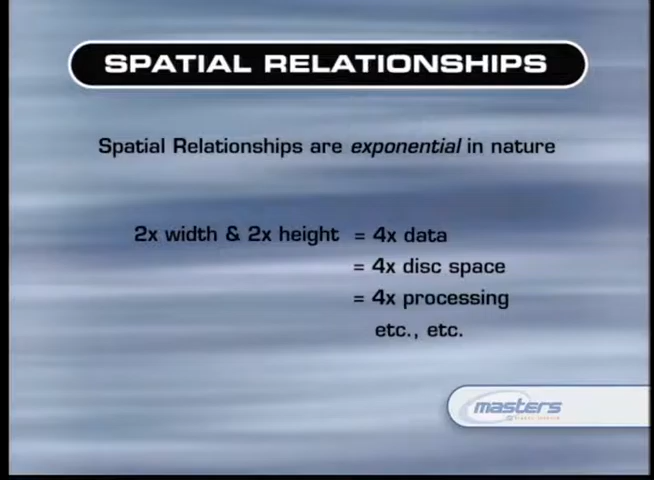 SPATIAL RELATIONSHIPS
Spatial Relationships are exponential in nature
2x width & 2x height = 4x data
= 4x disc space
= 4x processing
etc., etc.
masters